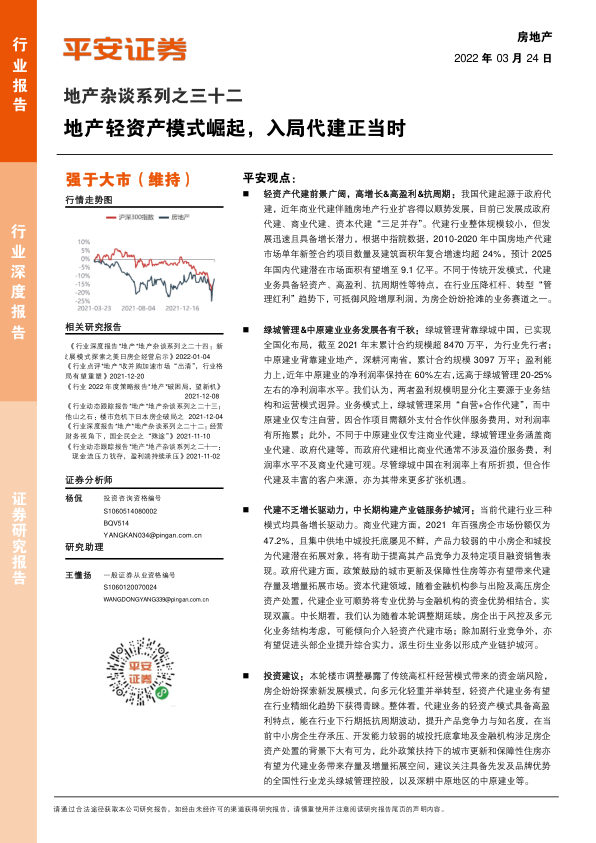 行业报告
行业深度报告
证券研究报告
平安证券
房地产
2022 年 03 月 24 日
地产杂谈系列之三十二
地产轻资产模式崛起，入局代建正当时
强于大市（维持）
行情走势图
沪深300指数 房地产
10%
5%
0%
-5%
-10%
-15%
-20%
-25%
2021-03-23 2021-08-04 2021-12-16
相关研究报告
《行业深度报告*地产*地产杂谈系列之二十四：新
发展模式探索之美日房企经营启示》2022-01-04
《行业点评*地产*收并购加速市场“出清”，行业格
局有望重塑》2021-12-20
《行业 2022 年度策略报告*地产*破困局，望新机》
2021-12-08
《行业动态跟踪报告*地产*地产杂谈系列之二十三：
他山之石：楼市危机下日本房企破局之 2021-12-04
《行业深度报告*地产*地产杂谈系列之二十二：经营
财务视角下，国企民企之“殊途”》2021-11-10
《行业动态跟踪报告*地产*地产杂谈系列之二十一：
现金流压力犹存，盈利端持续承压》2021-11-02
证券分析师
杨侃 投资咨询资格编号
S1060514080002
BQV514
YANGKAN034@pingan.com.cn
研究助理
王懂扬 一般证券从业资格编号
S1060120070024
WANGDONGYANG339@pingan.com.cn
平安
证券
平安观点：
■ 轻资产代建前景广阔，高增长&高盈利&抗周期：我国代建起源于政府代
建，近年商业代建伴随房地产行业扩容得以顺势发展，目前已发展成政府
代建、商业代建、资本代建“三足并存”。代建行业整体规模较小，但发
展迅速且具备增长潜力，根据中指院数据，2010-2020 年中国房地产代建
市场单年新签合约项目数量及建筑面积年复合增速均超 24%，预计 2025
年国内代建潜在市场面积有望增至 9.1 亿平。不同于传统开发模式，代建
业务具备轻资产、高盈利、抗周期性等特点，在行业压降杠杆、转型“管
理红利”趋势下，可抵御风险增厚利润，为房企纷纷抢滩的业务赛道之一。
■ 绿城管理&中原建业业务发展各有千秋：绿城管理背靠绿城中国，已实现
全国化布局，截至 2021 年末累计合约规模超 8470 万平，为行业先行者；
中原建业背靠建业地产，深耕河南省，累计合约规模 3097 万平；盈利能
力上，近年中原建业的净利润率保持在 60%左右,远高于绿城管理 20-25%
左右的净利润率水平。我们认为，两者盈利规模明显分化主要源于业务结
构和运营模式迥异。业务模式上，绿城管理采用“自营+合作代建”，而中
原建业仅专注自营，因合作项目需额外支付合作伙伴服务费用，对利润率
有所拖累；此外，不同于中原建业仅专注商业代建，绿城管理业务涵盖商
业代建、政府代建等，而政府代建相比商业代建通常不涉及溢价服务费，利
润率水平不及商业代建可观。尽管绿城中国在利润率上有所折损，但合作
代建及丰富的客户来源，亦为其带来更多扩张机遇。
■ 代建不乏增长驱动力，中长期构建产业链服务护城河：当前代建行业三种
模式均具备增长驱动力。商业代建方面，2021 年百强房企市场份额仅为
47.2%，且集中供地中城投托底屡见不鲜，产品力较弱的中小房企和城投
为代建潜在拓展对象，将有助于提高其产品竞争力及特定项目融资销售表
现。政府代建方面，政策鼓励的城市更新及保障性住房等亦有望带来代建
存量及增量拓展市场。资本代建领域，随着金融机构参与出险及高压房企
资产处置，代建企业可顺势将专业优势与金融机构的资金优势相结合，实
现双赢。中长期看，我们认为随着本轮调整期延续，房企出于风控及多元
化业务结构考虑，可能倾向介入轻资产代建市场；除加剧行业竞争外，亦
有望促进头部企业提升综合实力，派生衍生业务以形成产业链护城河。
■ 投资建议：本轮楼市调整暴露了传统高杠杆经营模式带来的资金端风险，
房企纷纷探索新发展模式，向多元化轻重并举转型，轻资产代建业务有望
在行业精细化趋势下获得青睐。整体看，代建业务的轻资产模式具备高盈
利特点，能在行业下行期抵抗周期波动，提升产品竞争力与知名度，在当
前中小房企生存承压、开发能力较弱的城投托底拿地及金融机构涉足房企
资产处置的背景下大有可为，此外政策扶持下的城市更新和保障性住房亦
有望为代建业务带来存量及增量拓展空间，建议关注具备先发及品牌优势
的全国性行业龙头绿城管理控股，以及深耕中原地区的中原建业等。
请通过合法途径获取本公司研究报告，如经由未经许可的渠道获得研究报告，请慎重使用并注意阅读研究报告尾页的声明内容。